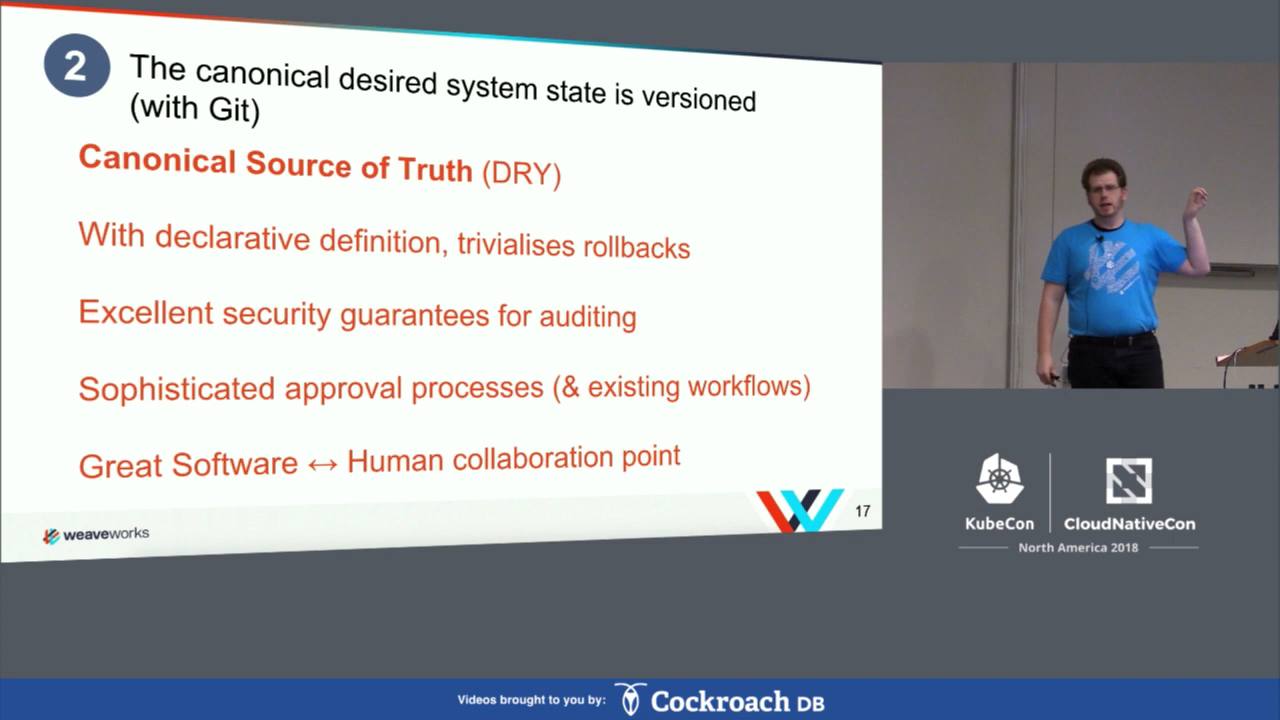 2
The canonical desired system state is versioned
(with Git)
Canonical Source of Truth (DRY)
With declarative definition, trivialises rollbacks
Excellent security guarantees for auditing
Sophisticated approval processes (& existing workflows)
Great Software ↔ Human collaboration point
weaveworks
17
KubeCon
CloudNativeCon
North America 2018
Videos brought to you by:
Cockroach DB